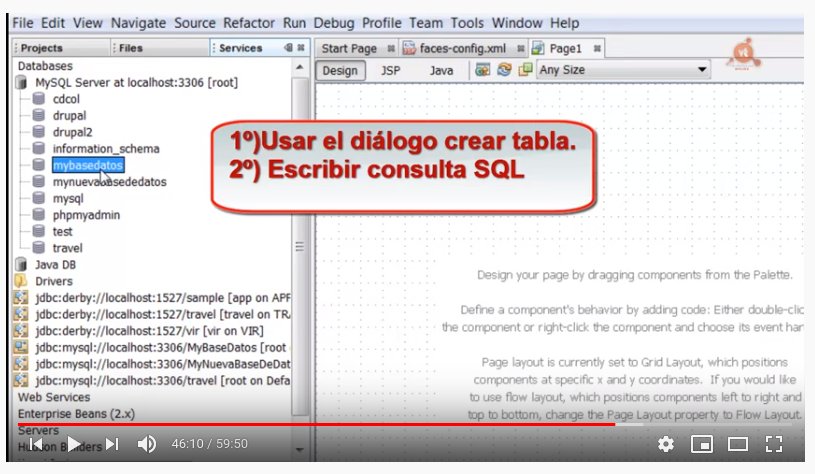 File Edit View Navigate Source Refactor Run Debug Profile Team Tools Window Help
Projects Files Services Start Page faces-config.xml Page1
Design JSP Java Any Size
Databases
MySQL Server at localhost:3306 [root]
cdcol
drupal
drupal2
information_schema
mybasedatos
mynuevabasededatos
mysql
phpmyadmin
test
travel
Java DB
Drivers
jdbc:derby://localhost:1527/sample [app on APP
jdbc:derby://localhost:1527/travel [travel on TRA
jdbc:derby://localhost:1527/vir [vir on VIR]
jdbc:mysql://localhost:3306/MyBaseDatos [root
jdbc:mysql://localhost:3306/MyNuevaBaseDeDat
jdbc:mysql://localhost:3306/travel [root on Defa
Web Services
Enterprise Beans (2.x)
Servers
Hudson Builders
1º)Usar el diálogo crear tabla.
2º) Escribir consulta SQL
Design your page by dragging components from the Palette.
Define a component's behavior by adding code: Either double-clic
the component or right-click the component and choose its event har
Page layout is currently set to Grid Layout, which positions
components at specific x and y coordinates. If you would like
to use flow layout, which positions components left to right and
top to bottom, change the Page Layout property to Flow Layout.
46:10 / 59:50